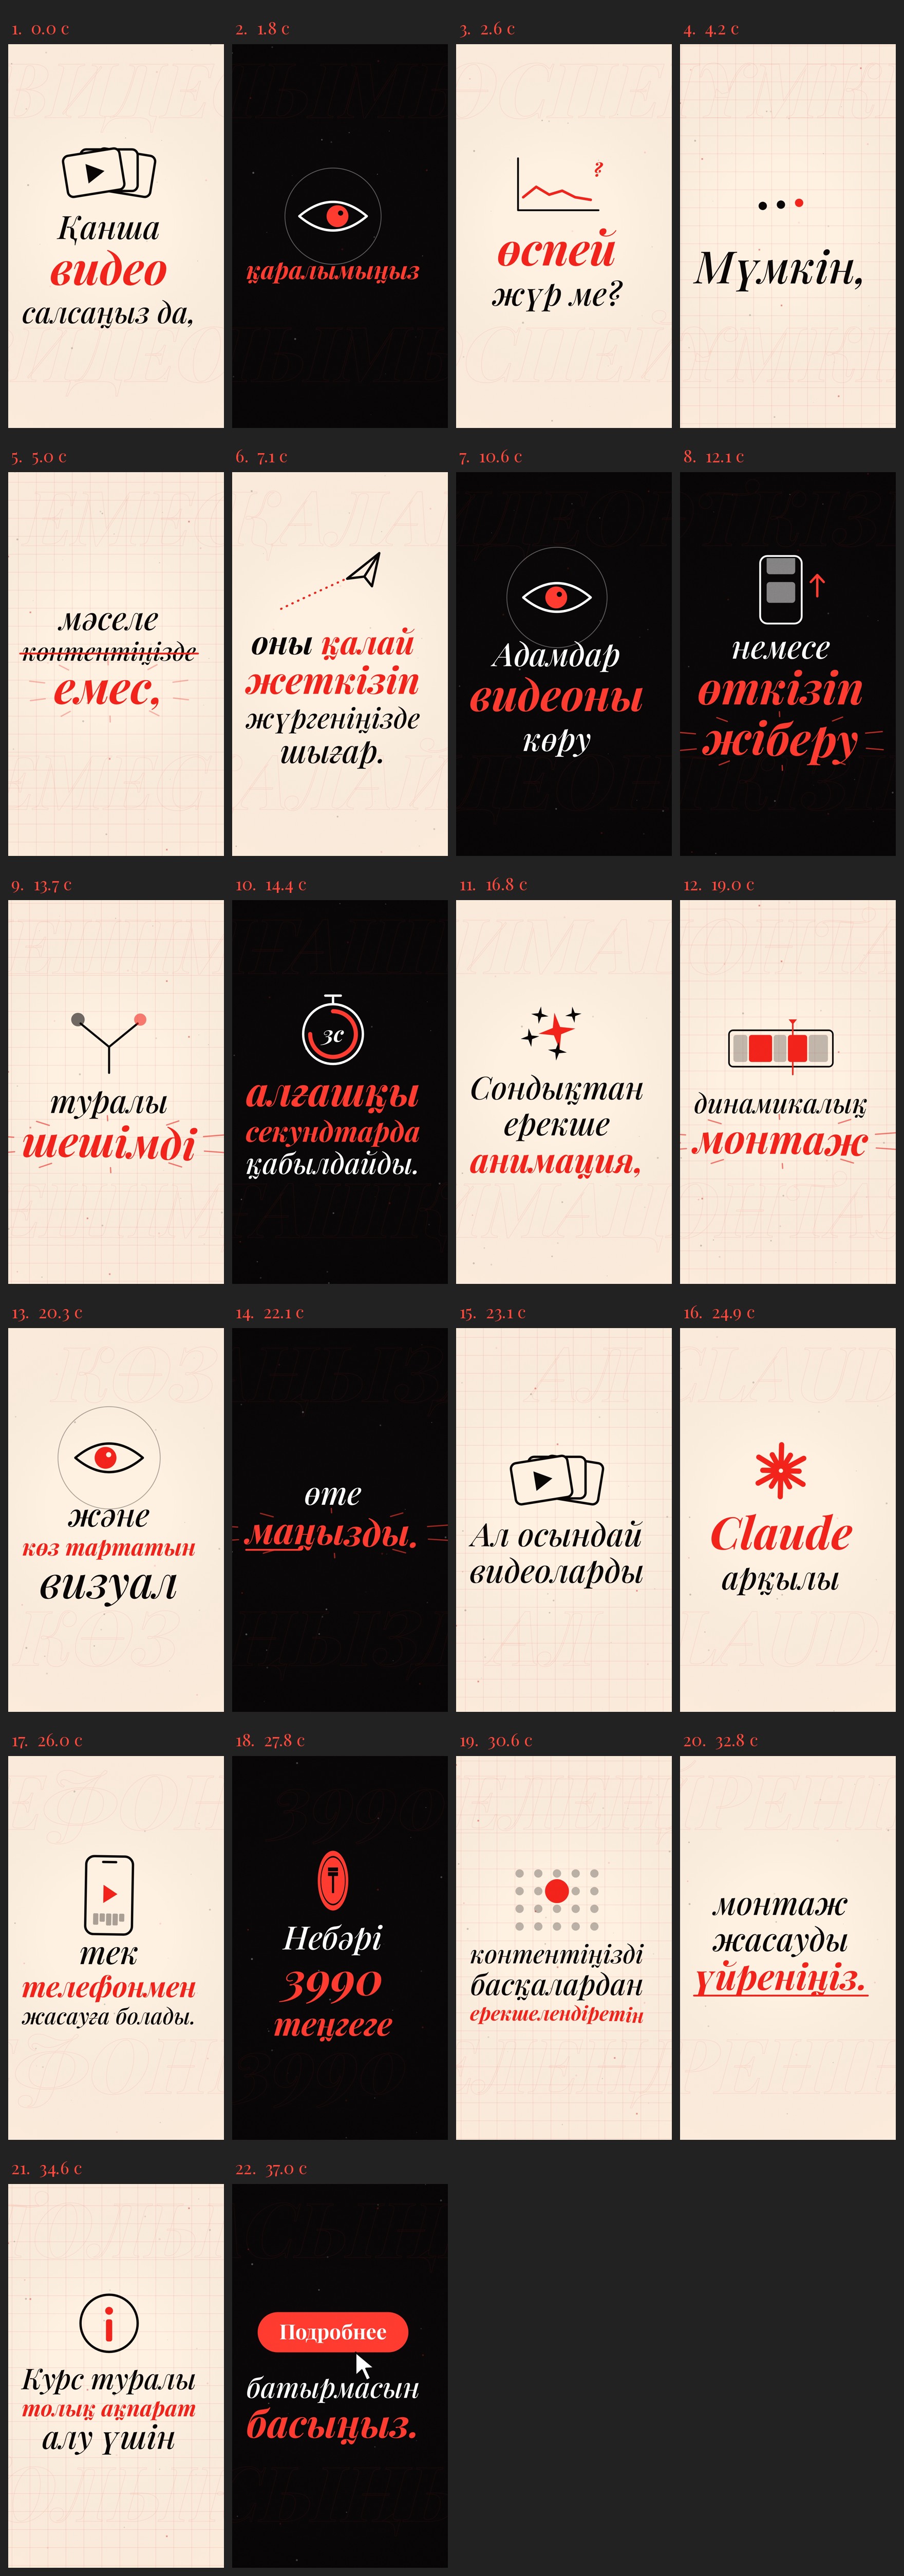 1. 0.0 с
Қанша
видео
салсаңыз да,
2. 1.8 с
қаралымыңыз
3. 2.6 с
?
өспей
жүр ме?
4. 4.2 с
Мүмкін,
5. 5.0 с
мәселе
контентіңізде
емес,
6. 7.1 с
оны қалай
жеткізіп
жүргеніңізде
шығар.
7. 10.6 с
Адамдар
видеоны
көру
8. 12.1 с
немесе
өткізіп
жіберу
9. 13.7 с
туралы
шешімді
10. 14.4 с
3с
алғашқы
секундтарда
қабылдайды.
11. 16.8 с
Сондықтан
ерекше
анимация,
12. 19.0 с
динамикалық
монтаж
13. 20.3 с
және
көз тартатын
визуал
14. 22.1 с
өте
маңызды.
15. 23.1 с
Ал осындай
видеоларды
16. 24.9 с
Claude
арқылы
17. 26.0 с
тек
телефонмен
жасауға болады.
18. 27.8 с
₸
Небәрі
3990
теңгеге
19. 30.6 с
контентіңізді
басқалардан
ерекшелендіретін
20. 32.8 с
монтаж
жасауды
үйреніңіз.
21. 34.6 с
i
Курс туралы
толық ақпарат
алу үшін
22. 37.0 с
Подробнее
батырмасын
басыңыз.